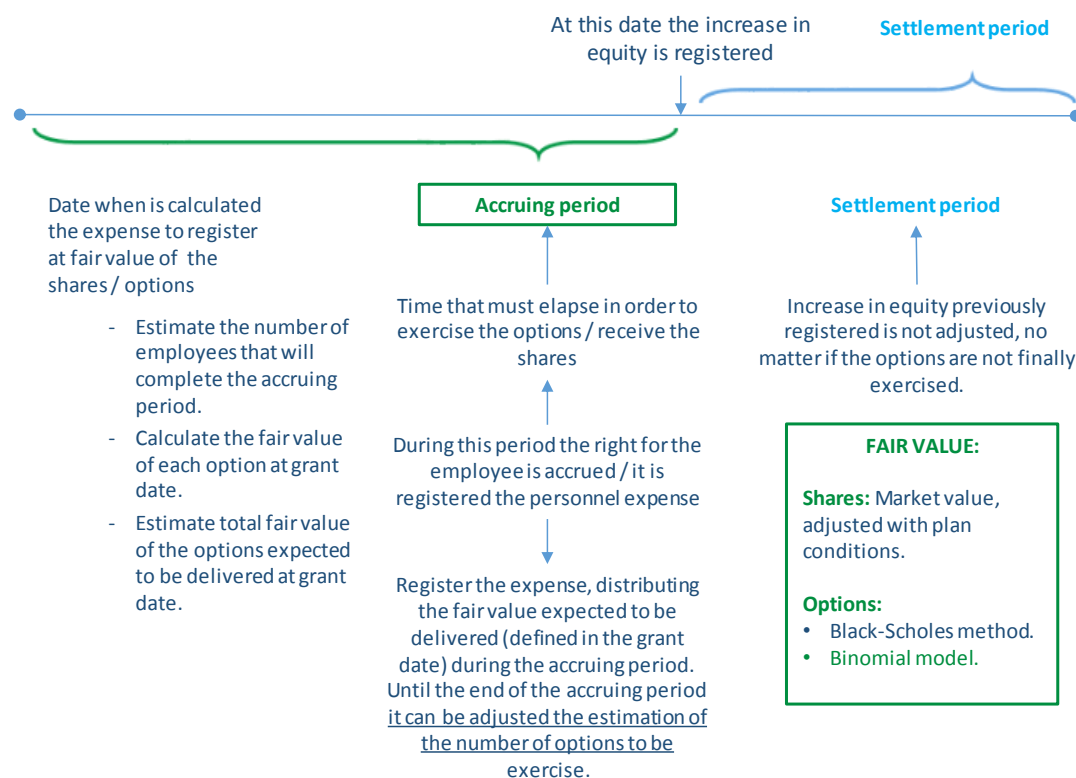 At this date the increase in
equity is registered
Settlement period
Date when is calculated
the expense to register
at fair value of the
shares / options
- Estimate the number of
employees that will
complete the accruing
period.
- Calculate the fair value
of each option at grant
date.
- Estimate total fair value
of the options expected
to be delivered at grant
date.
Accruing period
Time that must elapse in order to
exercise the options / receive the
shares
During this period the right for the
employee is accrued / it is
registered the personnel expense
Register the expense, distributing
the fair value expected to be
delivered (defined in the grant
date) during the accruing period.
Until the end of the accruing period
it can be adjusted the estimation of
the number of options to be
exercise.
Settlement period
Increase in equity previously
registered is not adjusted, no
matter if the options are not finally
exercised.
FAIR VALUE:
Shares: Market value,
adjusted with plan
conditions.
Options:
• Black-Scholes method.
• Binomial model.